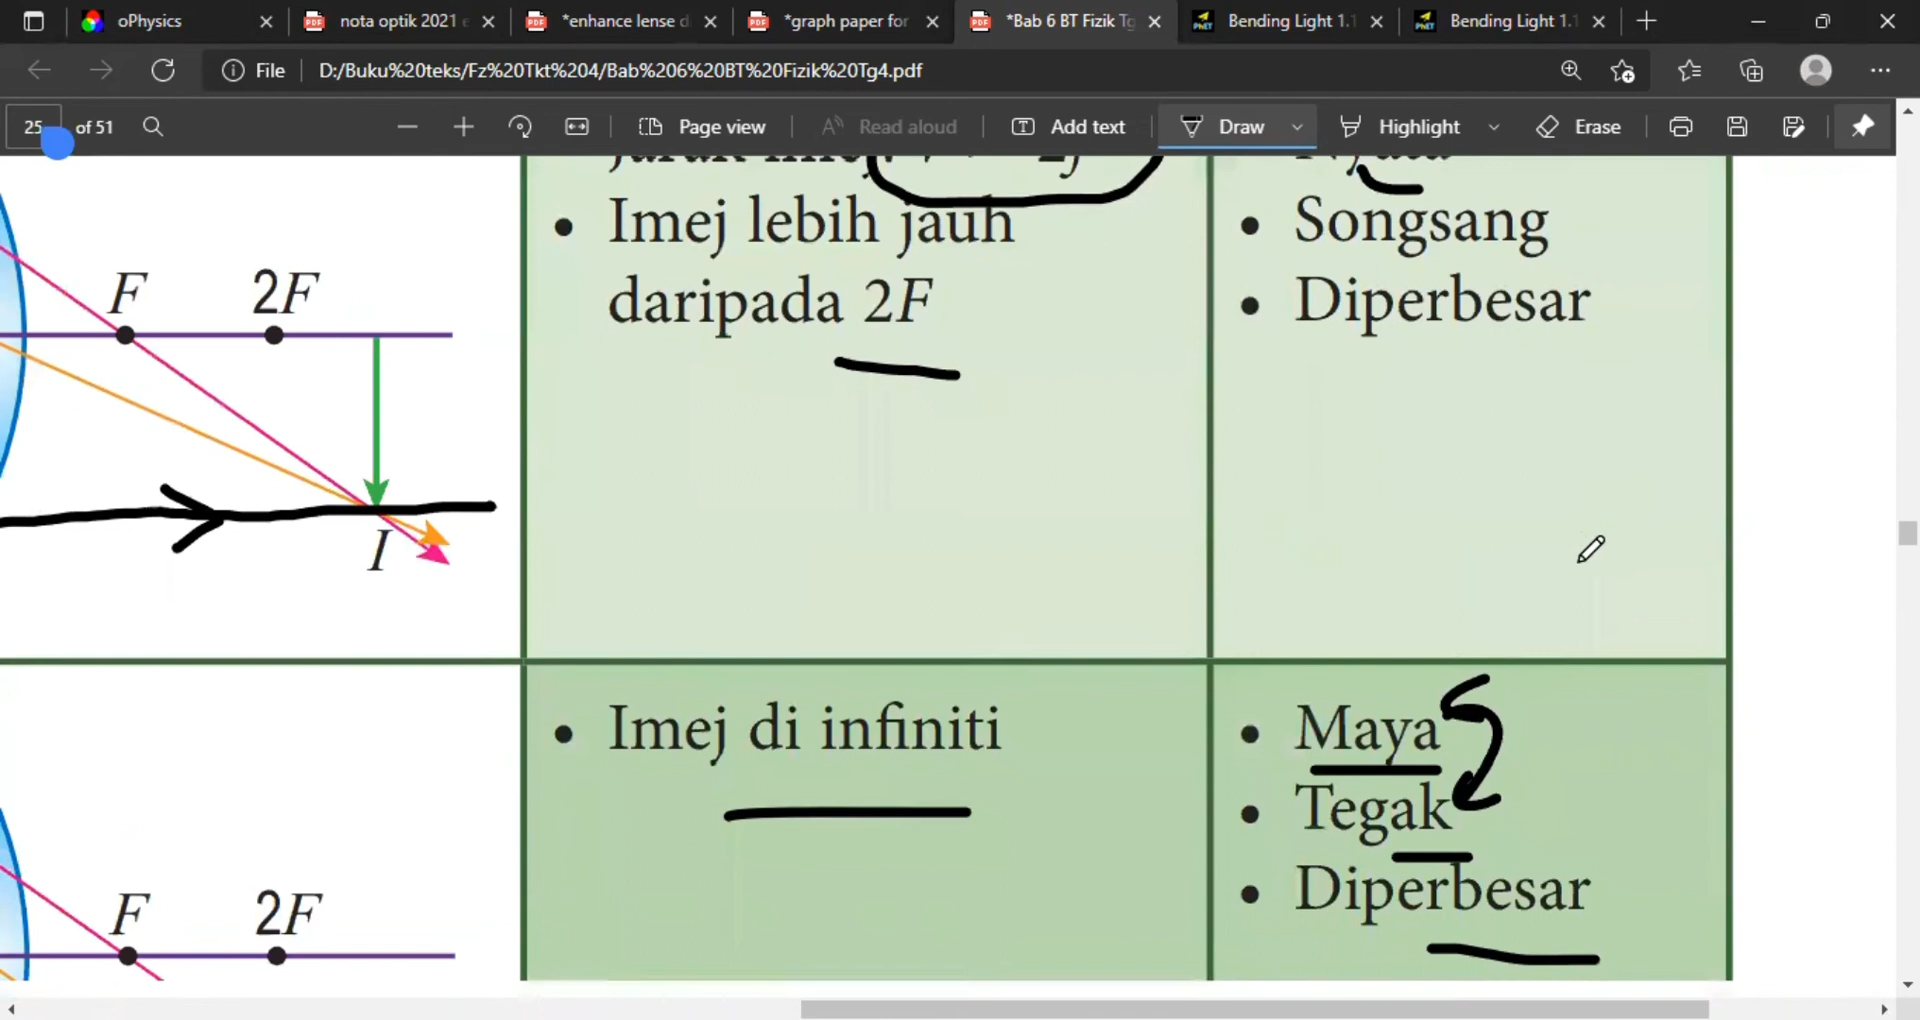 oPhysics
nota optik 2021 e
*enhance lense d
*graph paper for
*Bab 6 BT Fizik Tg
Bending Light 1.1
Bending Light 1.1
File
D:/Buku%20teks/Fz%20Tkt%204/Bab%206%20BT%20Fizik%20Tg4.pdf
25 of 51
Page view
Read aloud
Add text
Draw
Highlight
Erase
F
2F
I
• Imej lebih jauh
daripada 2F
• Songsang
• Diperbesar
F
2F
• Imej di infiniti
• Maya
• Tegak
• Diperbesar